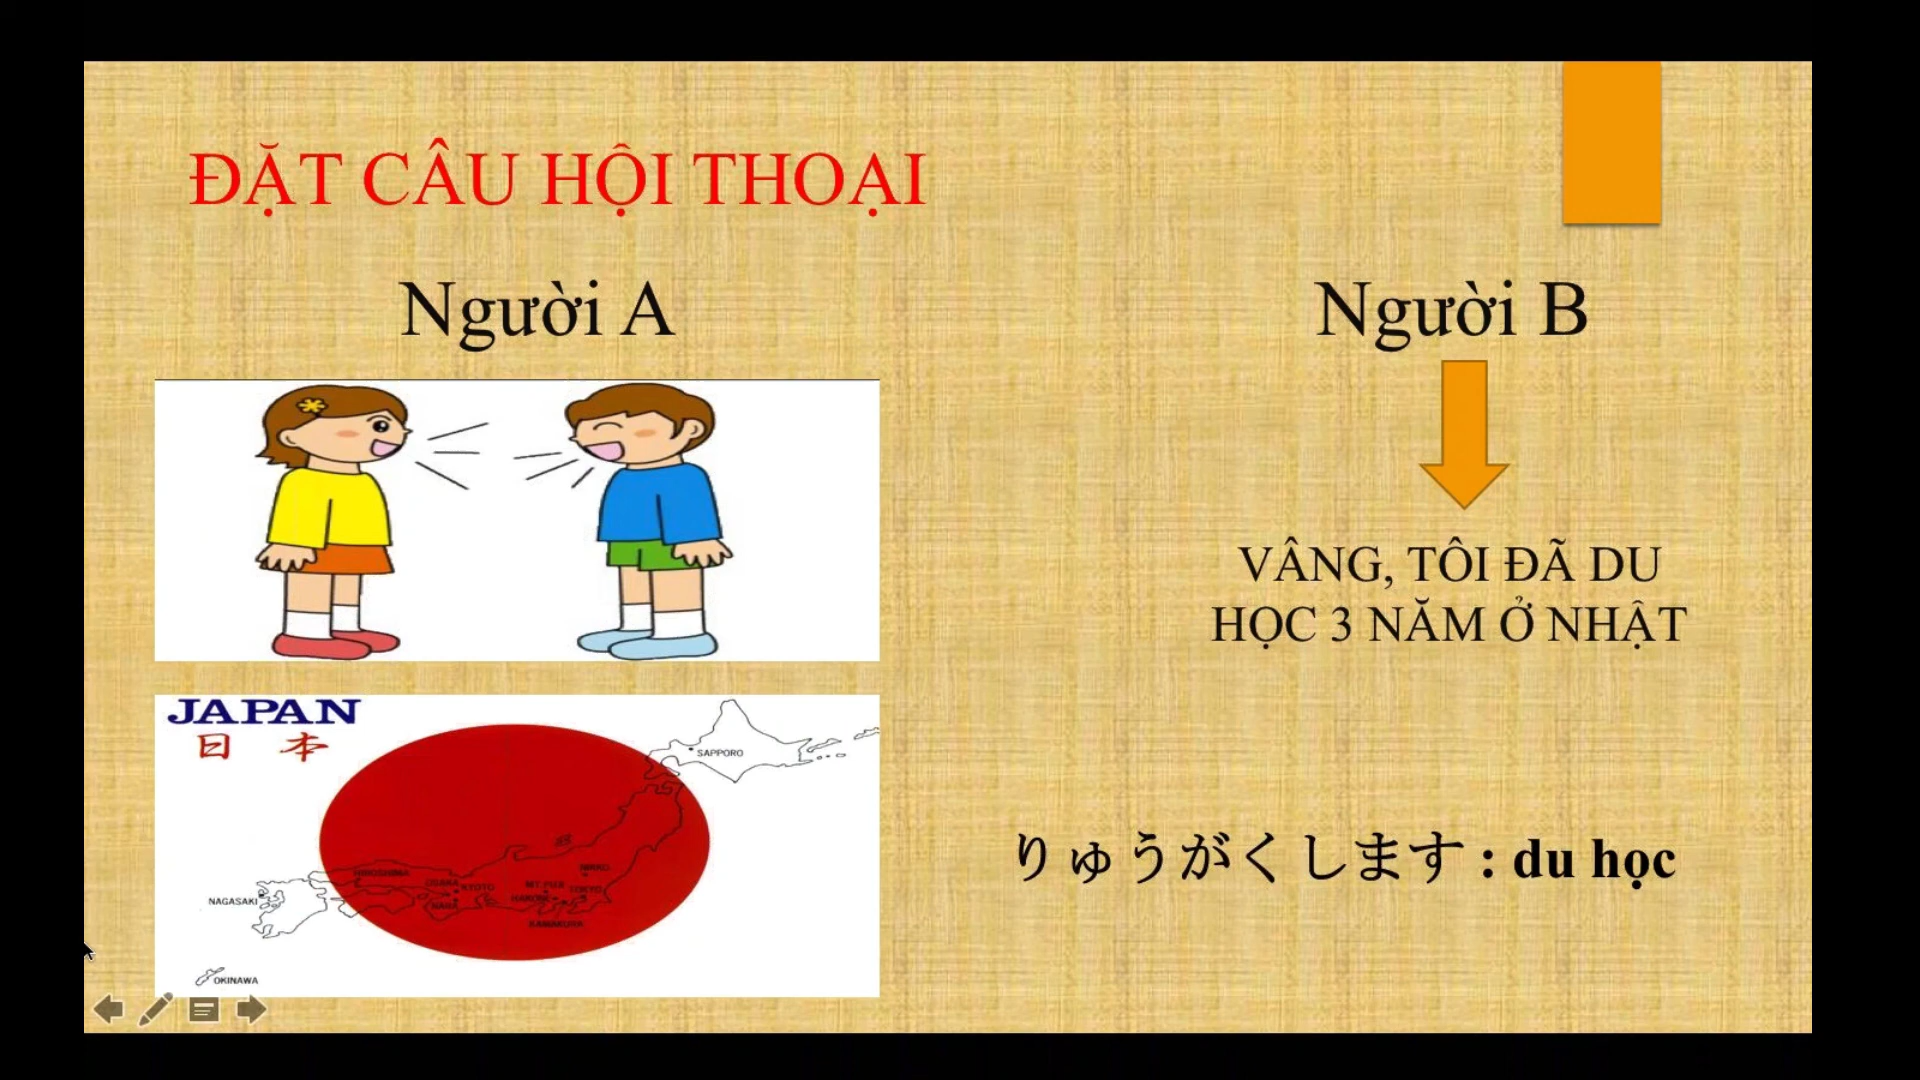 ĐẶT CÂU HỘI THOẠI
Người A
Người B
VÂNG, TÔI ĐÃ DU
HỌC 3 NĂM Ở NHẬT
JAPAN
日 本
SAPPORO
NIKKO
HIROSHIMA
OSAKA
KYOTO
MT. FUJI
TOKYO
NAGASAKI
NARA
HAKONE
KAMAKURA
OKINAWA
りゅうがくします : du học